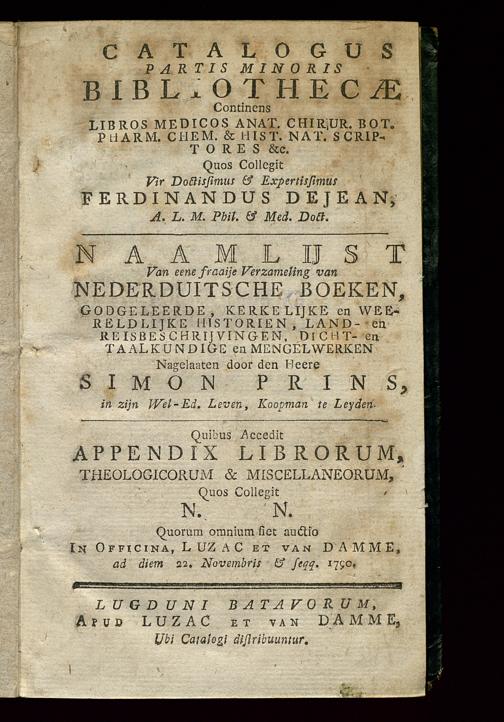 CATALOGUS
PARTIS MINORIS
BIBLIOTHECÆ
Continens
LIBROS MEDICOS ANAT. CHIRUR. BOT.
PHARM. CHEM. & HIST. NAT. SCRIP-
TORES &c.
Quos Collegit
Vir Doctissimus & Expertissimus
FERDINANDUS DEJEAN,
A. L. M. Phil. & Med. Doct.
NAAMLIJST
Van eene fraaije Verzameling van
NEDERDUITSCHE BOEKEN,
GODGELEERDE, KERKELIJKE en WEE-
RELDLIJKE HISTORIEN, LAND- en
REISBESCHRIJVINGEN, DICHT- en
TAALKUNDIGE en MENGELWERKEN
Nagelaaten door den Heere
SIMON PRINS,
in zijn Wel-Ed. Leven, Koopman te Leyden.
Quibus Accedit
APPENDIX LIBRORUM,
THEOLOGICORUM & MISCELLANEORUM,
Quos Collegit
N. N.
Quorum omnium fiet auctio
IN OFFICINA, LUZAC ET VAN DAMME,
ad diem 22. Novembris & seqq. 1790.
LUGDUNI BATAVORUM,
APUD LUZAC ET VAN DAMME,
Ubi Catalogi distribuuntur.